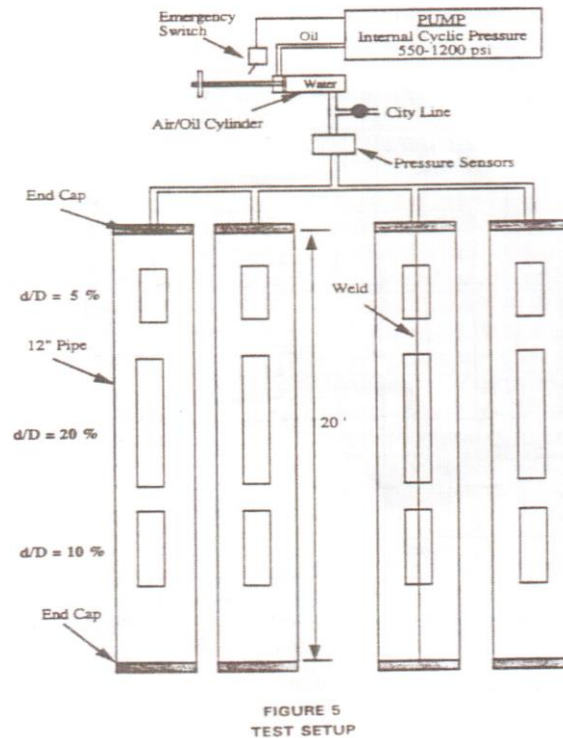 Emergency
Switch
PUMP
Internal Cyclic Pressure
550-1200 psi
Oil
Water
Air/Oil Cylinder
City Line
Pressure Sensors
End Cap
d/D = 5 %
Weld
12" Pipe
20 '
d/D = 20 %
d/D = 10 %
End Cap
FIGURE 5
TEST SETUP